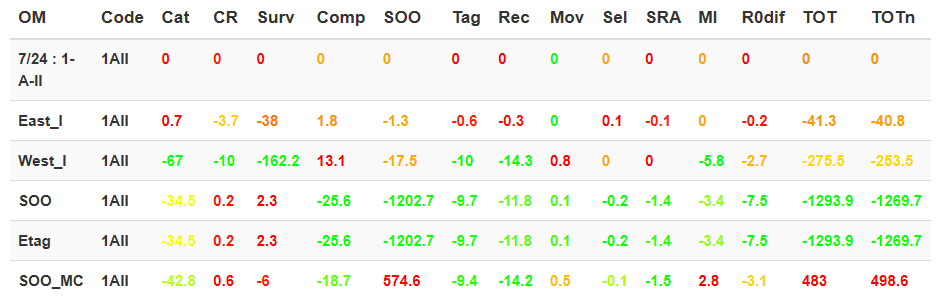 OM Code Cat CR Surv Comp SOO Tag Rec Mov Sel SRA MI R0dif TOT TOTn
7/24 : 1- 1All 0 0 0 0 0 0 0 0 0 0 0 0 0 0
A-II
East_I 1All 0.7 -3.7 -38 1.8 -1.3 -0.6 -0.3 0 0.1 -0.1 0 -0.2 -41.3 -40.8
West_I 1All -67 -10 -162.2 13.1 -17.5 -10 -14.3 0.8 0 0 -5.8 -2.7 -275.5 -253.5
SOO 1All -34.5 0.2 2.3 -25.6 -1202.7 -9.7 -11.8 0.1 -0.2 -1.4 -3.4 -7.5 -1293.9 -1269.7
Etag 1All -34.5 0.2 2.3 -25.6 -1202.7 -9.7 -11.8 0.1 -0.2 -1.4 -3.4 -7.5 -1293.9 -1269.7
SOO_MC 1All -42.8 0.6 -6 -18.7 574.6 -9.4 -14.2 0.5 -0.1 -1.5 2.8 -3.1 483 498.6